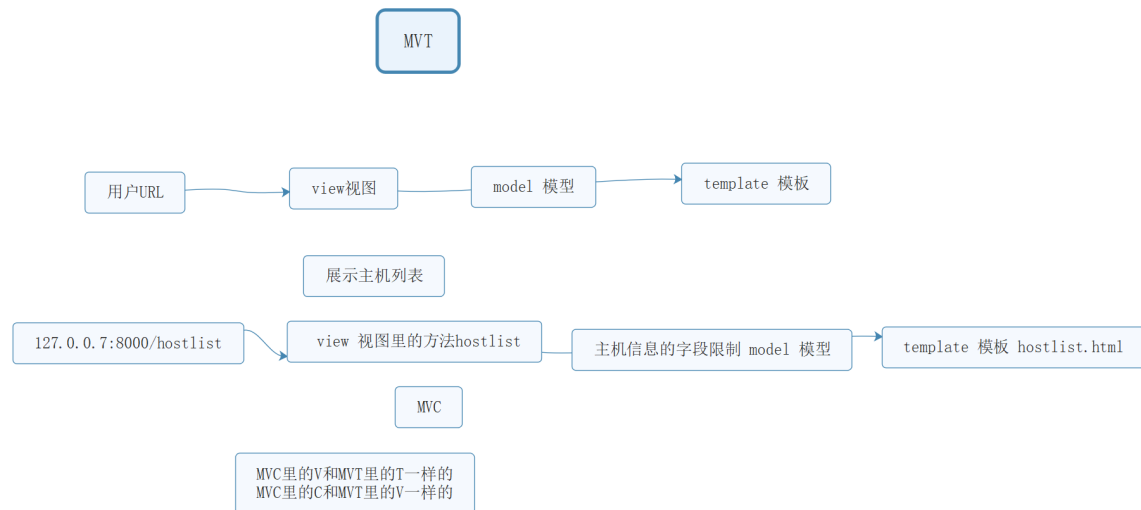 MVT
用户URL
view视图
model 模型
template 模板
展示主机列表
127.0.0.7:8000/hostlist
view 视图里的方法hostlist
主机信息的字段限制 model 模型
template 模板 hostlist.html
MVC
MVC里的V和MVT里的T一样的
MVC里的C和MVT里的V一样的